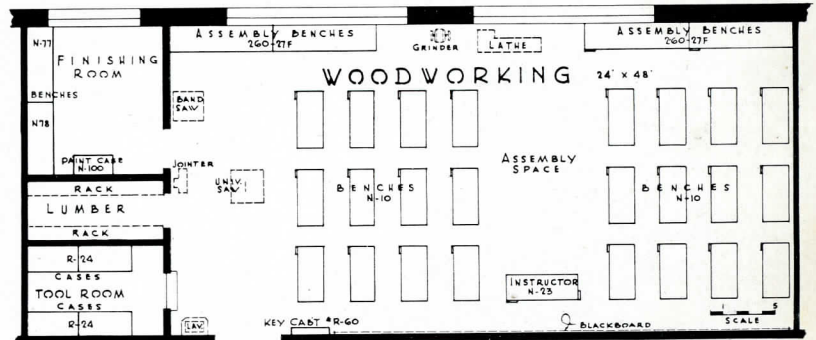 N-77
FINISHING
ROOM
BENCHES
N78
PAINT CASE
N-100
ASSEMBLY BENCHES
260-27F
GRINDER
LATHE
ASSEMBLY BENCHES
260-27F
WOODWORKING
24' x 48'
BAND
SAW
JOINTER
UNIV.
SAW
BENCHES
N-10
ASSEMBLY
SPACE
BENCHES
N-10
RACK
LUMBER
RACK
R-24
CASES
TOOL ROOM
CASES
R-24
LAV.
KEY CABT #R-60
INSTRUCTOR
N-23
BLACKBOARD
1 5
SCALE